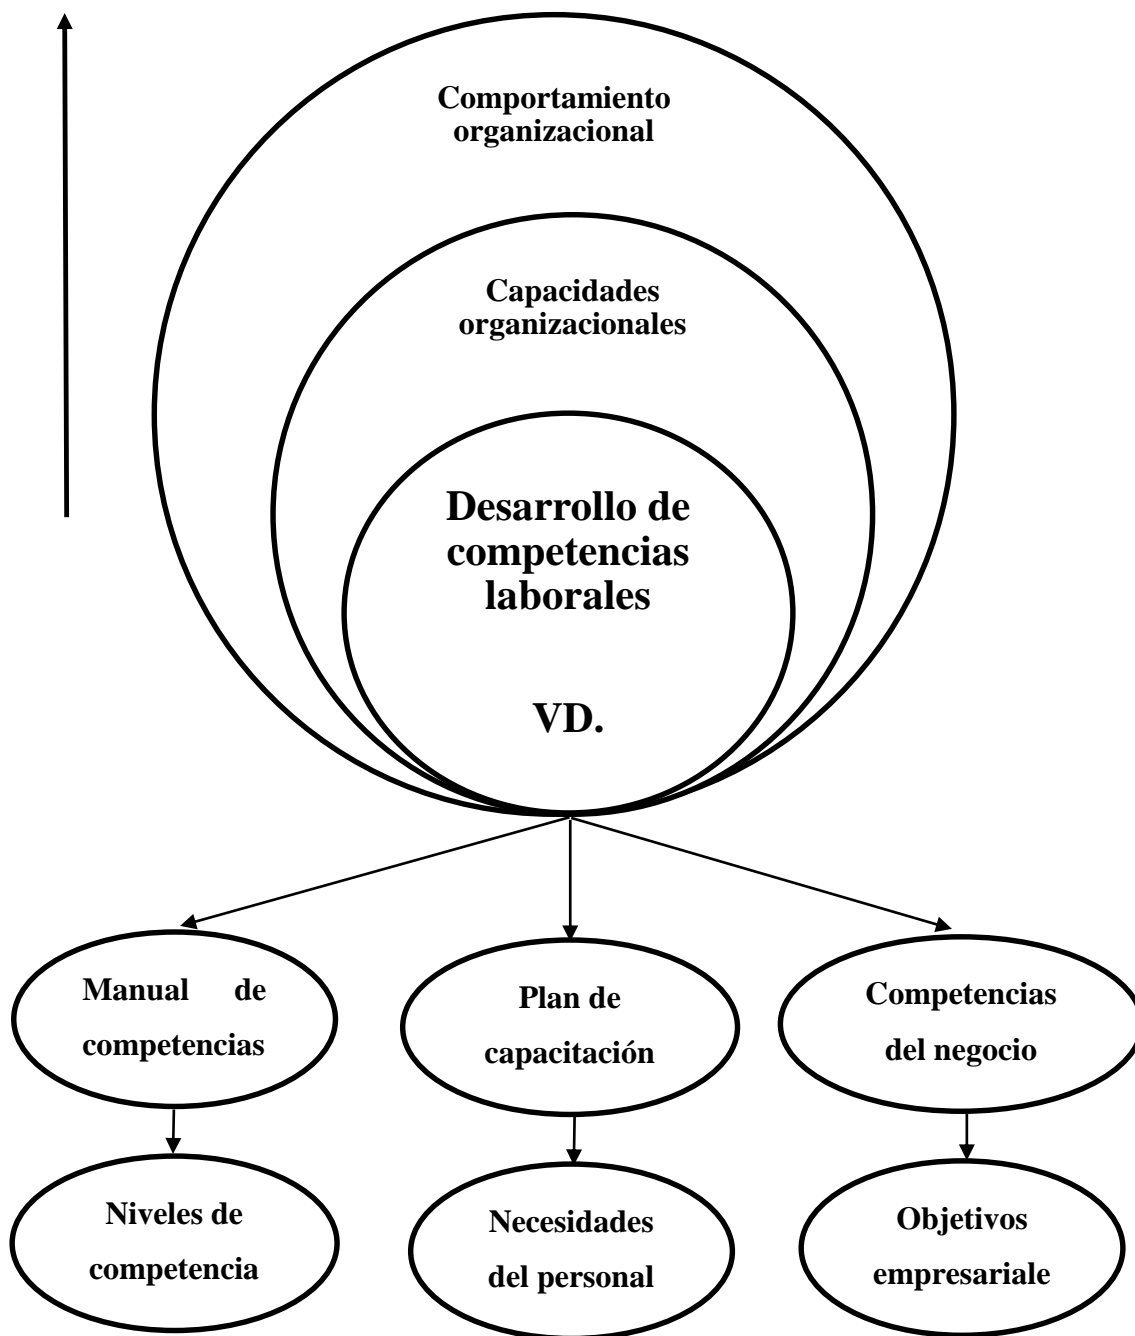 Comportamiento
organizacional
Capacidades
organizacionales
Desarrollo de
competencias
laborales
VD.
Manual de
competencias
Plan de
capacitación
Competencias
del negocio
Niveles de
competencia
Necesidades
del personal
Objetivos
empresariale